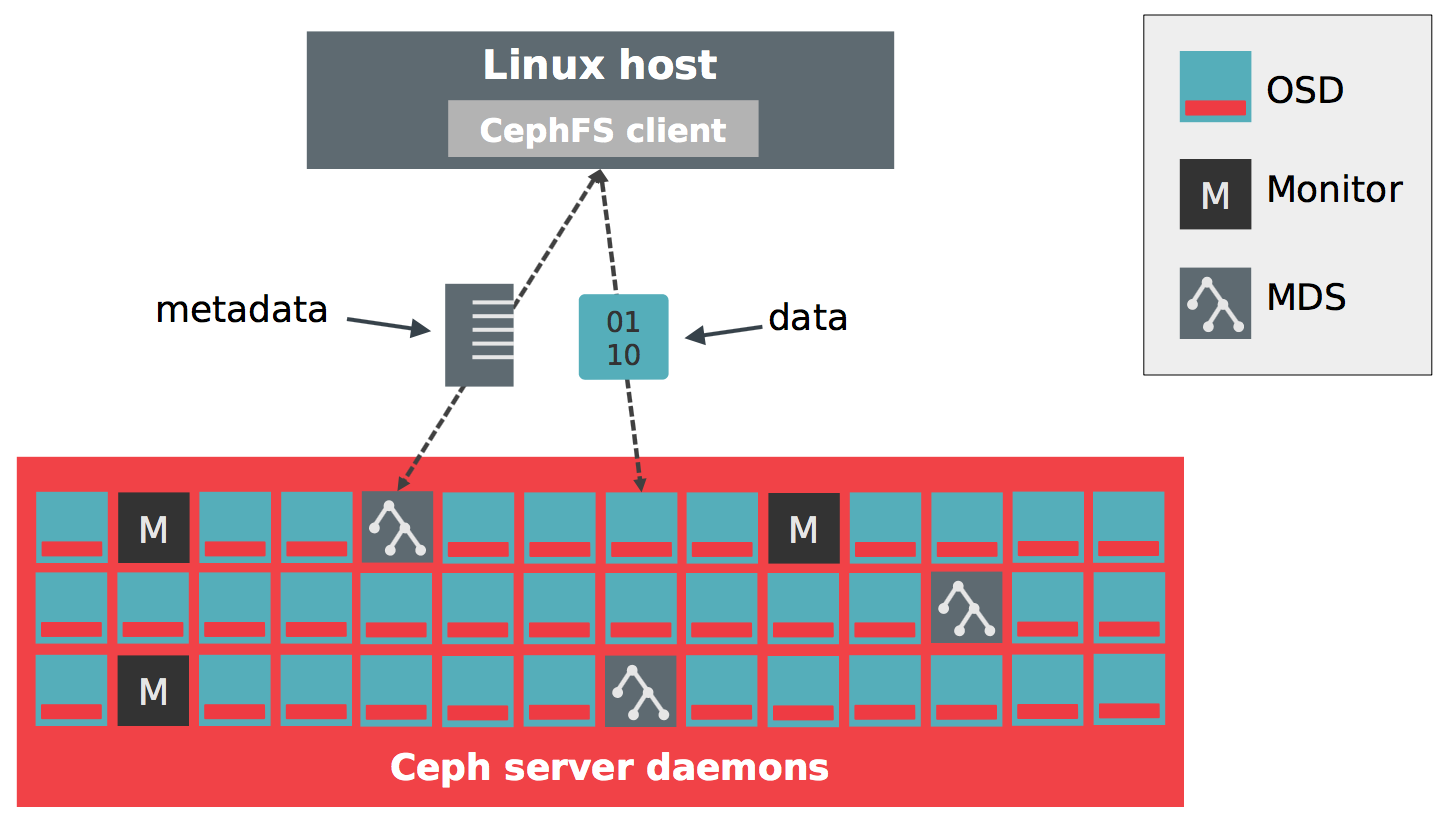 Linux host
CephFS client
OSD
Monitor
M
MDS
metadata
data
01
10
M
M
M
Ceph server daemons